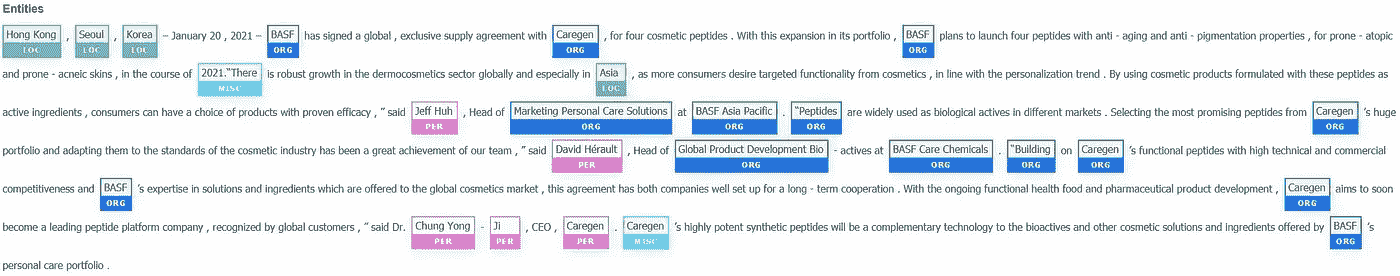 Entities
Hong Kong , Seoul , Korea – January 20 , 2021 – BASF has signed a global , exclusive supply agreement with Caregen , for four cosmetic peptides . With this expansion in its portfolio , BASF plans to launch four peptides with anti - aging and anti - pigmentation properties , for prone - atopic
LOC LOC LOC ORG ORG ORG
and prone - acneic skins , in the course of 2021."There is robust growth in the dermocosmetics sector globally and especially in Asia , as more consumers desire targeted functionality from cosmetics , in line with the personalization trend . By using cosmetic products formulated with these peptides as
MISC LOC
active ingredients , consumers can have a choice of products with proven efficacy , ” said Jeff Huh , Head of Marketing Personal Care Solutions at BASF Asia Pacific . “Peptides are widely used as biological actives in different markets . Selecting the most promising peptides from Caregen ’s huge
PER ORG ORG ORG ORG
portfolio and adapting them to the standards of the cosmetic industry has been a great achievement of our team , ” said David Hérault , Head of Global Product Development Bio - actives at BASF Care Chemicals . “Building on Caregen ’s functional peptides with high technical and commercial
PER ORG ORG ORG ORG
competitiveness and BASF ’s expertise in solutions and ingredients which are offered to the global cosmetics market , this agreement has both companies well set up for a long - term cooperation . With the ongoing functional health food and pharmaceutical product development , Caregen aims to soon
ORG ORG
become a leading peptide platform company , recognized by global customers , ” said Dr. Chung Yong - Ji , CEO , Caregen . Caregen ’s highly potent synthetic peptides will be a complementary technology to the bioactives and other cosmetic solutions and ingredients offered by BASF ’s
PER PER PER MISC ORG
personal care portfolio .